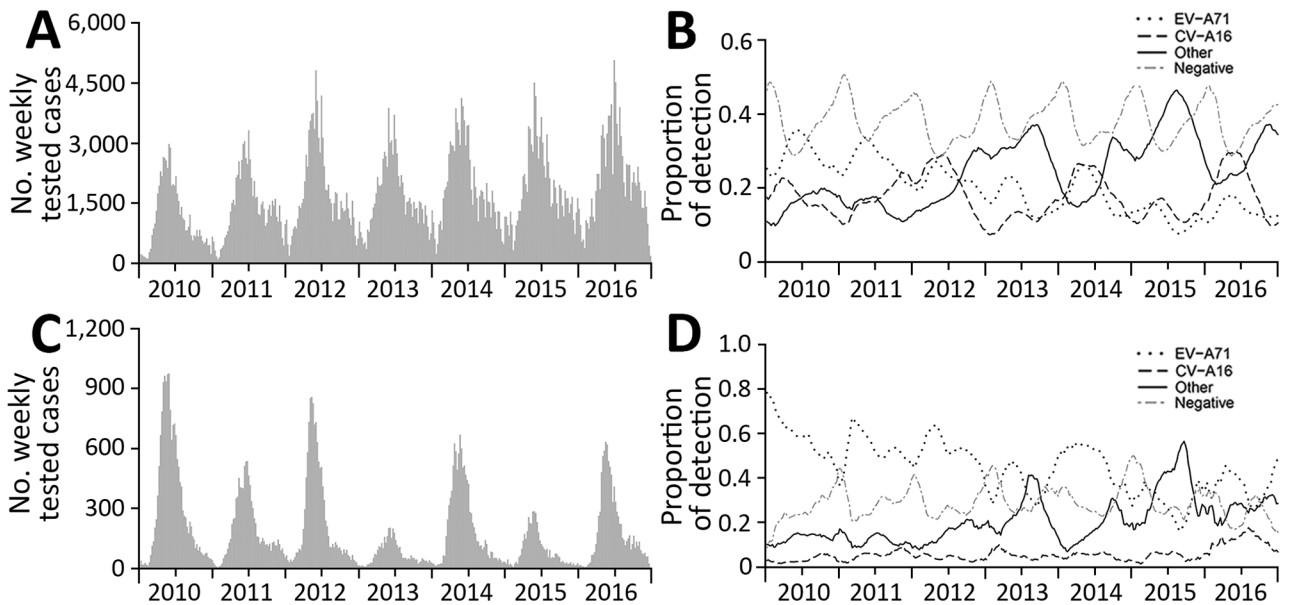 A
No. weekly
tested cases
6,000
4,500
3,000
1,500
0
2010 2011 2012 2013 2014 2015 2016
B
Proportion
of detection
0.6
0.4
0.2
0
EV−A71
CV−A16
Other
Negative
2010 2011 2012 2013 2014 2015 2016
C
No. weekly
tested cases
1,200
900
600
300
0
2010 2011 2012 2013 2014 2015 2016
D
Proportion
of detection
1.0
0.8
0.6
0.4
0.2
0
EV−A71
CV−A16
Other
Negative
2010 2011 2012 2013 2014 2015 2016